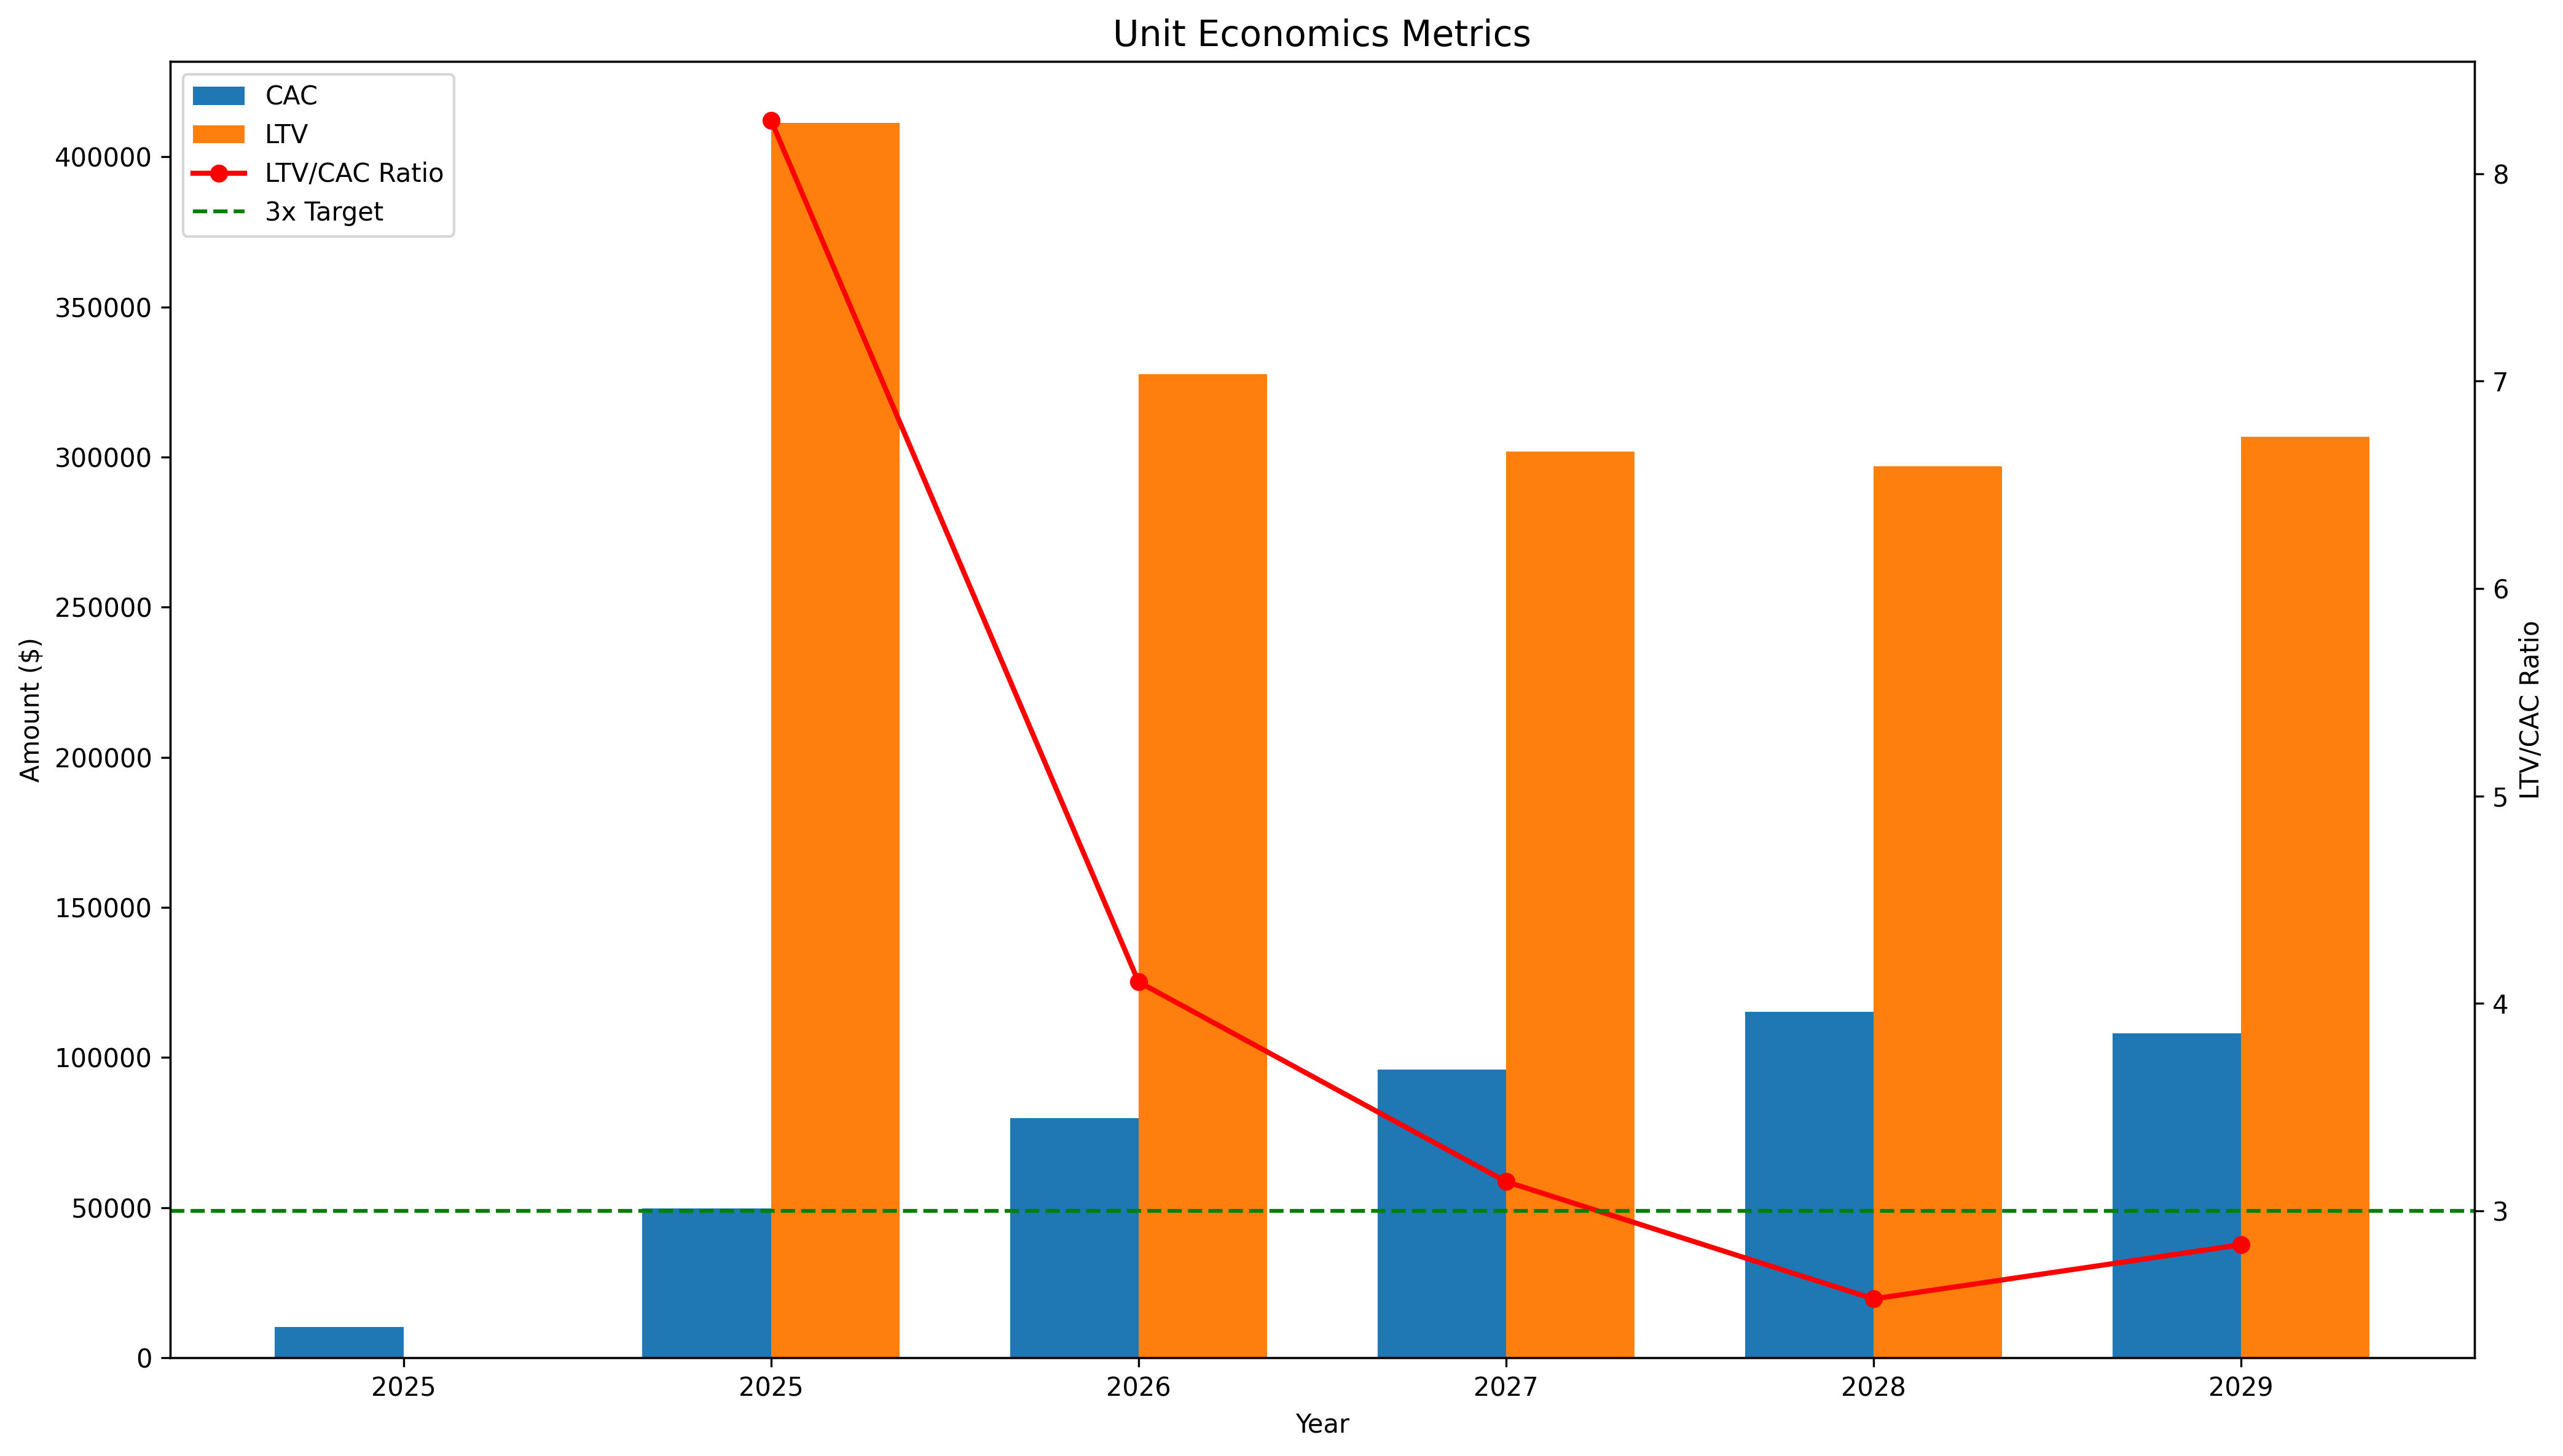 Unit Economics Metrics
CAC
LTV
LTV/CAC Ratio
3x Target
400000
350000
300000
250000
200000
150000
100000
50000
0
Amount ($)
8
7
6
5
4
3
LTV/CAC Ratio
2025 2025 2026 2027 2028 2029
Year